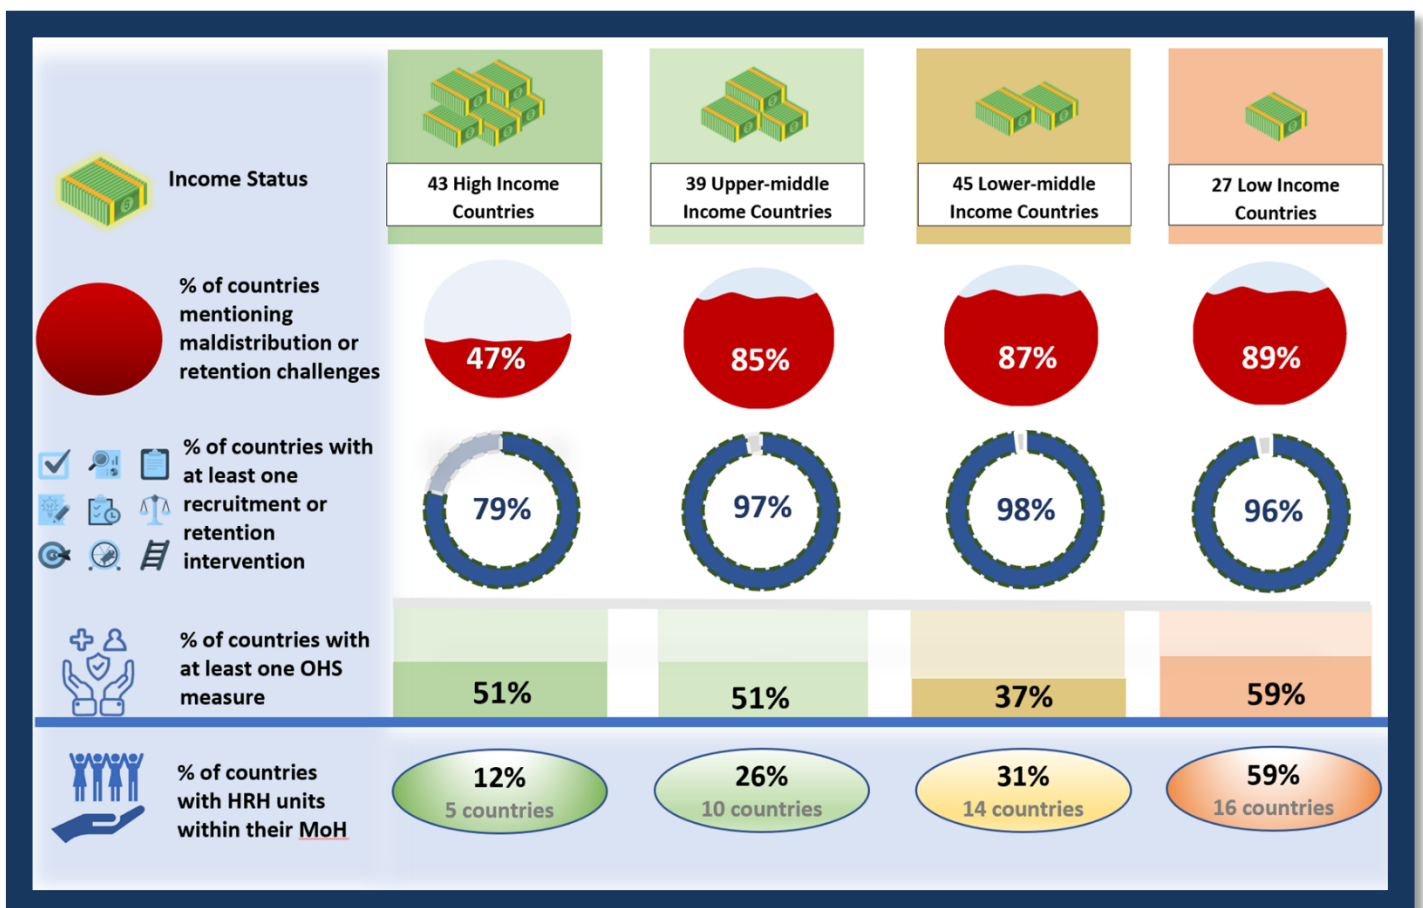 Income Status
43 High Income
Countries
39 Upper-middle
Income Countries
45 Lower-middle
Income Countries
27 Low Income
Countries
% of countries
mentioning
maldistribution or
retention challenges
47%
85%
87%
89%
% of countries with
at least one
recruitment or
retention
intervention
79%
97%
98%
96%
% of countries with
at least one OHS
measure
51%
51%
37%
59%
% of countries
with HRH units
within their MoH
12%
5 countries
26%
10 countries
31%
14 countries
59%
16 countries